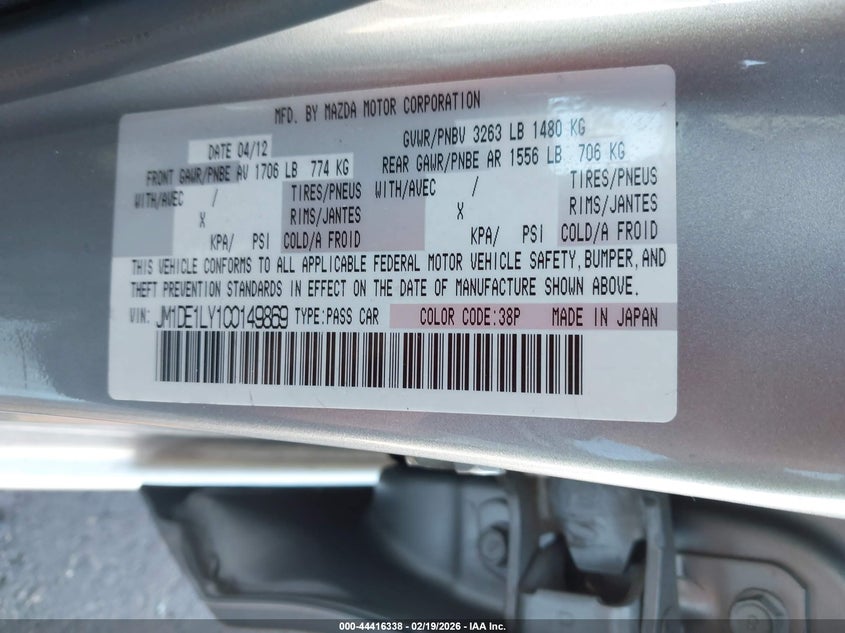 MFD. BY MAZDA MOTOR CORPORATION
DATE 04/12 GVWR/PNBV 3263 LB 1480 KG
FRONT GAWR/PNBE AV 1706 LB 774 KG REAR GAWR/PNBE AR 1556 LB 706 KG
WITH/AVEC / TIRES/PNEUS WITH/AVEC / TIRES/PNEUS
X RIMS/JANTES X RIMS/JANTES
KPA/ PSI COLD/A FROID KPA/ PSI COLD/A FROID
THIS VEHICLE CONFORMS TO ALL APPLICABLE FEDERAL MOTOR VEHICLE SAFETY, BUMPER, AND
THEFT PREVENTION STANDARDS IN EFFECT ON THE DATE OF MANUFACTURE SHOWN ABOVE.
VIN: JM1DE1LY1C0149869 TYPE:PASS CAR COLOR CODE:38P MADE IN JAPAN
000-44416338 - 02/19/2026 - IAA Inc.